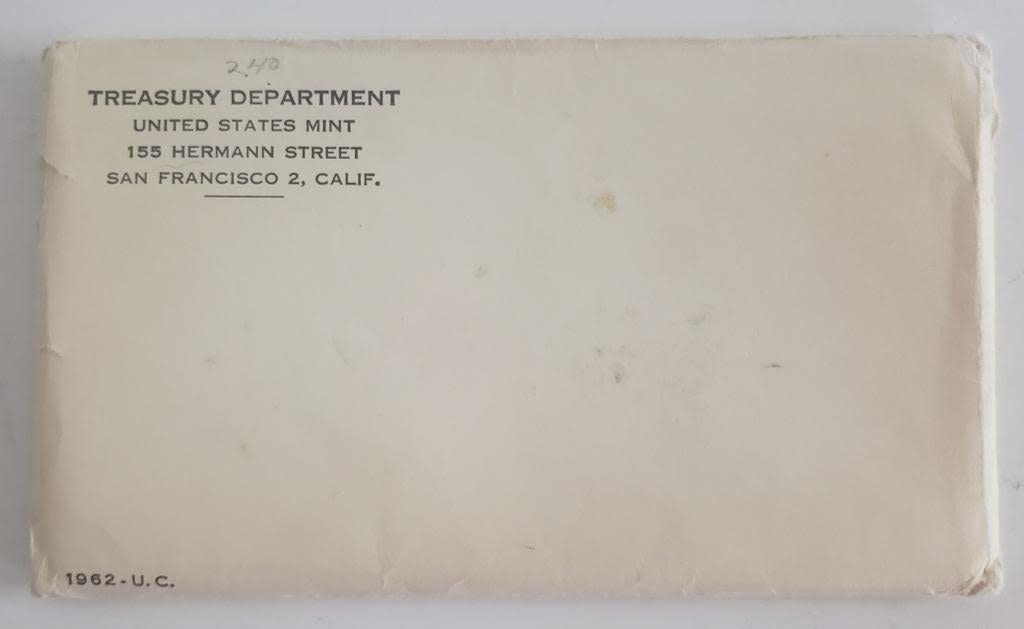 2.40
TREASURY DEPARTMENT
UNITED STATES MINT
155 HERMANN STREET
SAN FRANCISCO 2, CALIF.
1962-U.C.